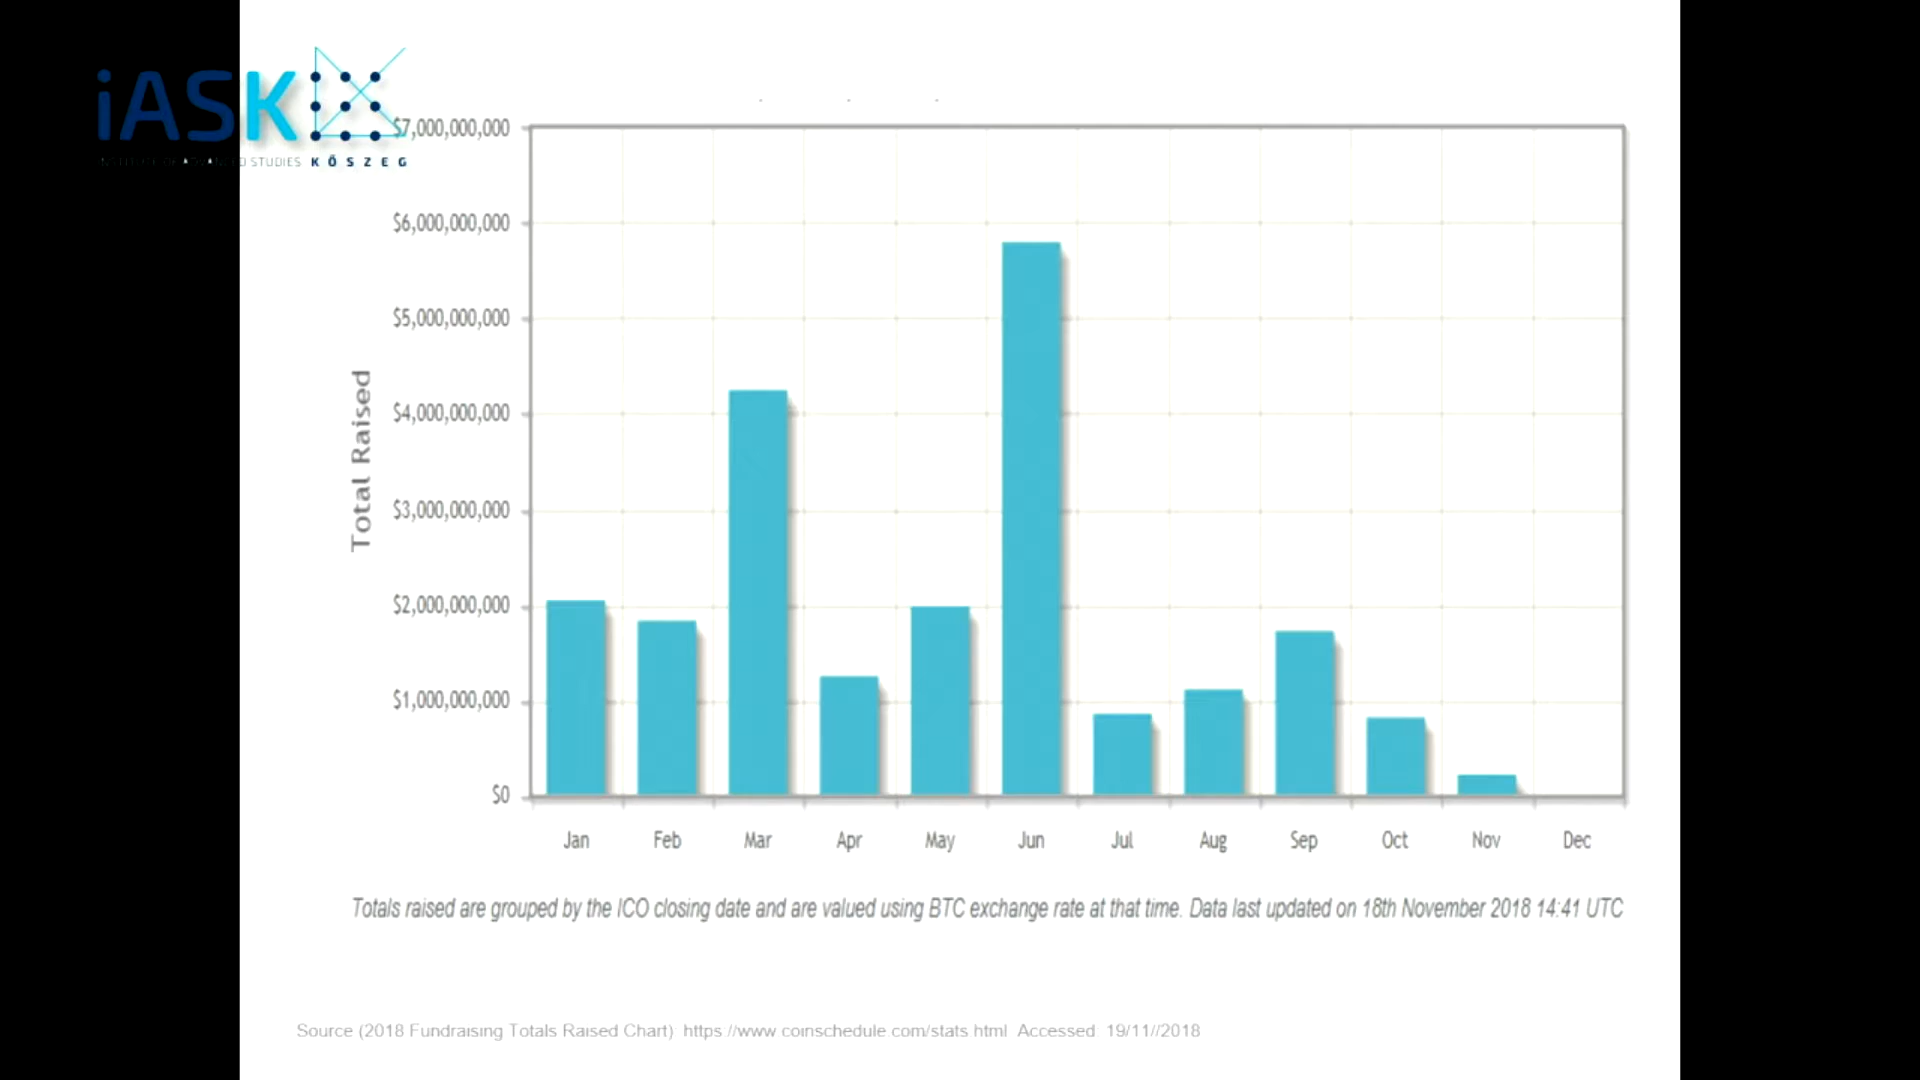 iASK
INSTITUTE OF ADVANCED STUDIES KŐSZEG
$7,000,000,000
$6,000,000,000
$5,000,000,000
$4,000,000,000
$3,000,000,000
$2,000,000,000
$1,000,000,000
$0
Total Raised
Jan Feb Mar Apr May Jun Jul Aug Sep Oct Nov Dec
Totals raised are grouped by the ICO closing date and are valued using BTC exchange rate at that time. Data last updated on 18th November 2018 14:41 UTC
Source (2018 Fundraising Totals Raised Chart) https://www.coinschedule.com/stats.html Accessed 19/11//2018